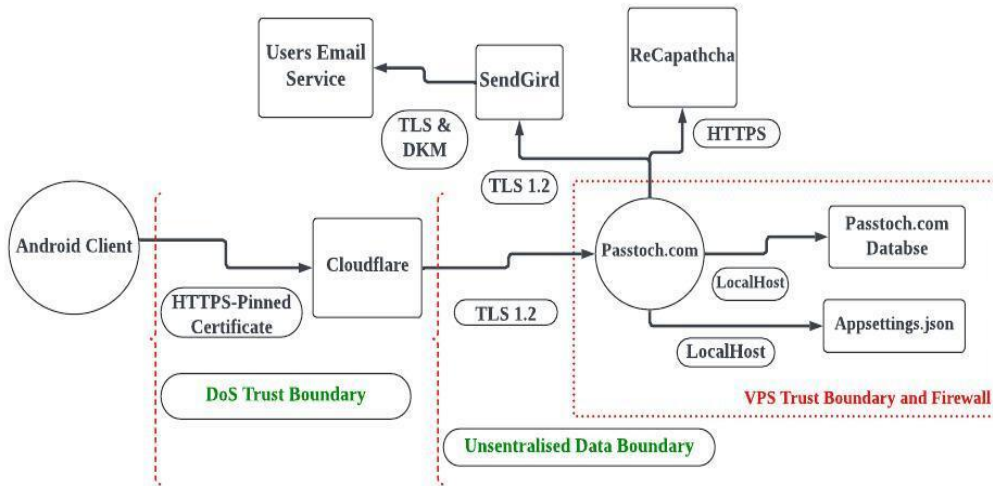 Users Email
Service
SendGird
ReCapathcha
TLS &
DKM
HTTPS
TLS 1.2
Android Client
Cloudflare
Passtoch.com
Passtoch.com
Databse
LocalHost
HTTPS-Pinned
Certificate
TLS 1.2
Appsettings.json
LocalHost
DoS Trust Boundary
VPS Trust Boundary and Firewall
Unsentralised Data Boundary